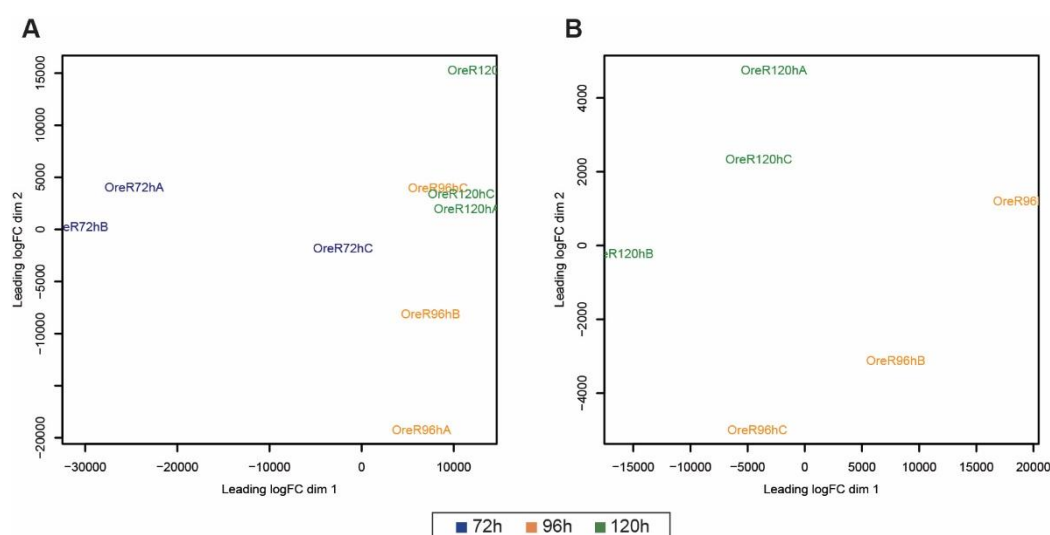 A
B
15000
10000
5000
0
−10000
−20000
Leading logFC dim 2
OreR120
OreR72hA
OreR96hC
OreR120hC
OreR120hA
eR72hB
OreR72hC
OreR96hB
OreR96hA
−30000
−20000
−10000
0
10000
Leading logFC dim 1
4000
2000
0
−2000
−4000
Leading logFC dim 2
OreR120hA
OreR120hC
OreR96
eR120hB
OreR96hB
OreR96hC
−15000
−10000
−5000
0
5000
10000
15000
20000
Leading logFC dim 1
72h 96h 120h